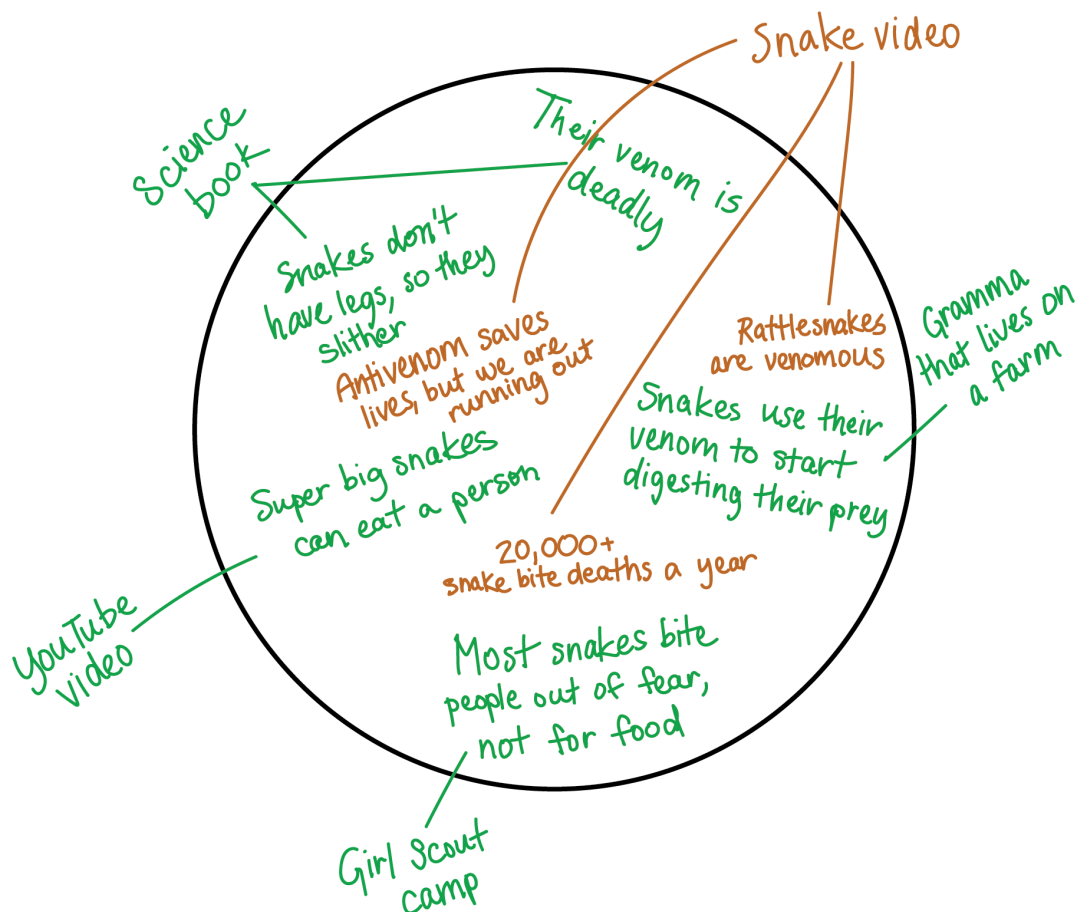 Snake video
Science
book
Their venom is
deadly
Snakes don't
have legs, so they
slither
Antivenom saves
lives, but we are
running out
Rattlesnakes
are venomous
Gramma
that lives on
a farm
Snakes use their
venom to start
digesting their prey
Super big snakes
can eat a person
20,000+
snake bite deaths a year
YouTube
video
Most snakes bite
people out of fear,
not for food
Girl Scout
camp